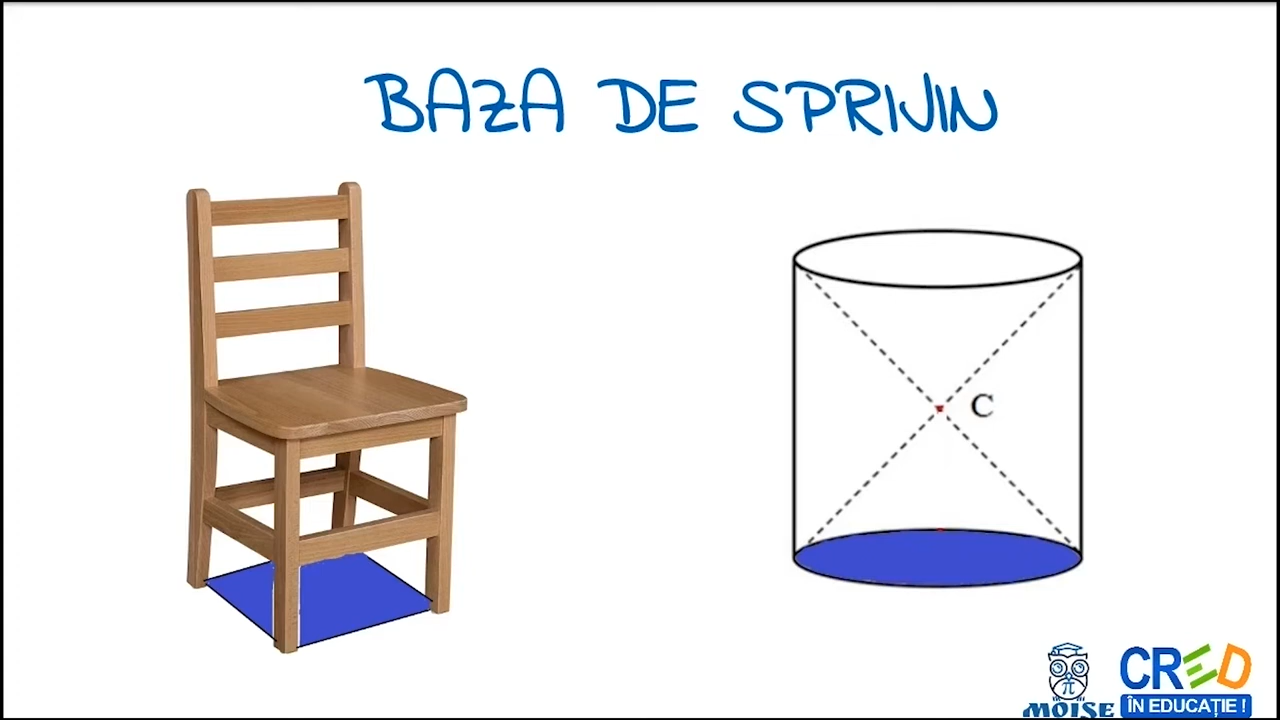 BAZA DE SPRIJIN
C
π
MOISE
CRED
ÎN EDUCAȚIE !